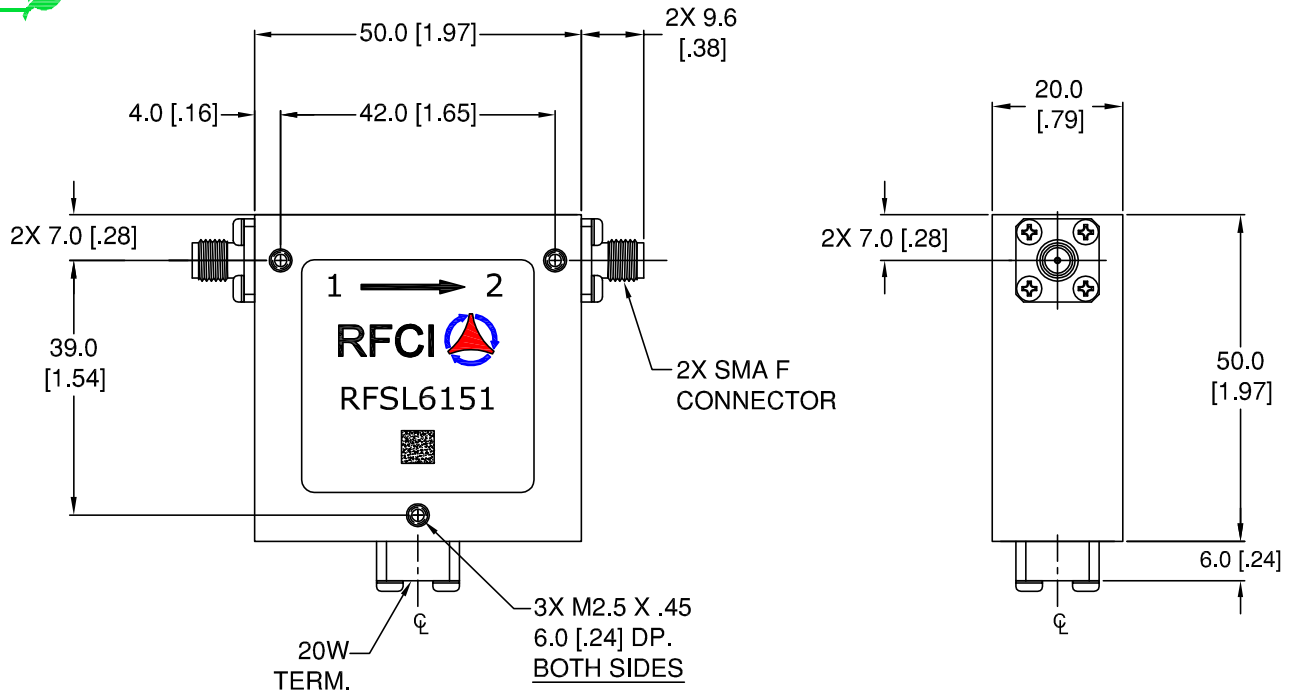 50.0 [1.97]
2X 9.6
[.38]
4.0 [.16]
42.0 [1.65]
20.0
[.79]
2X 7.0 [.28]
2X 7.0 [.28]
1
2
RFCI
RFSL6151
39.0
[1.54]
2X SMA F
CONNECTOR
50.0
[1.97]
6.0 [.24]
3X M2.5 X .45
6.0 [.24] DP.
BOTH SIDES
20W
TERM.
℄
℄